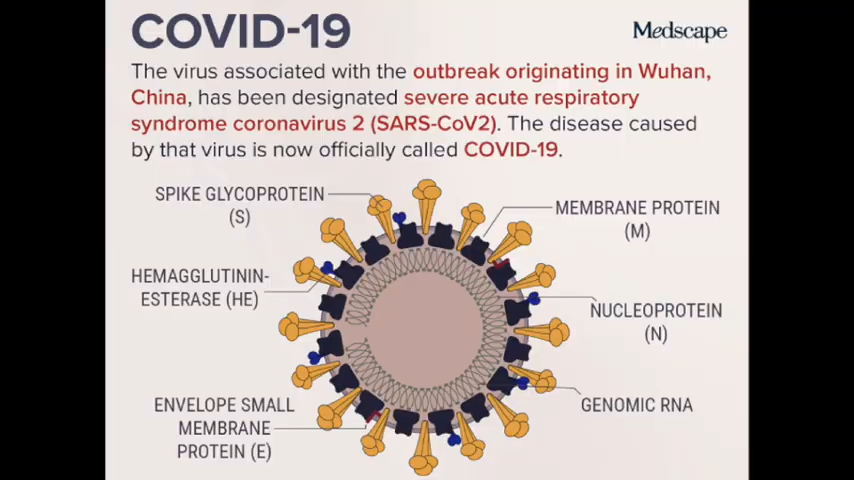 COVID-19
Medscape
The virus associated with the outbreak originating in Wuhan,
China, has been designated severe acute respiratory
syndrome coronavirus 2 (SARS-CoV2). The disease caused
by that virus is now officially called COVID-19.
SPIKE GLYCOPROTEIN
(S)
MEMBRANE PROTEIN
(M)
HEMAGGLUTININ-
ESTERASE (HE)
NUCLEOPROTEIN
(N)
ENVELOPE SMALL
MEMBRANE
PROTEIN (E)
GENOMIC RNA